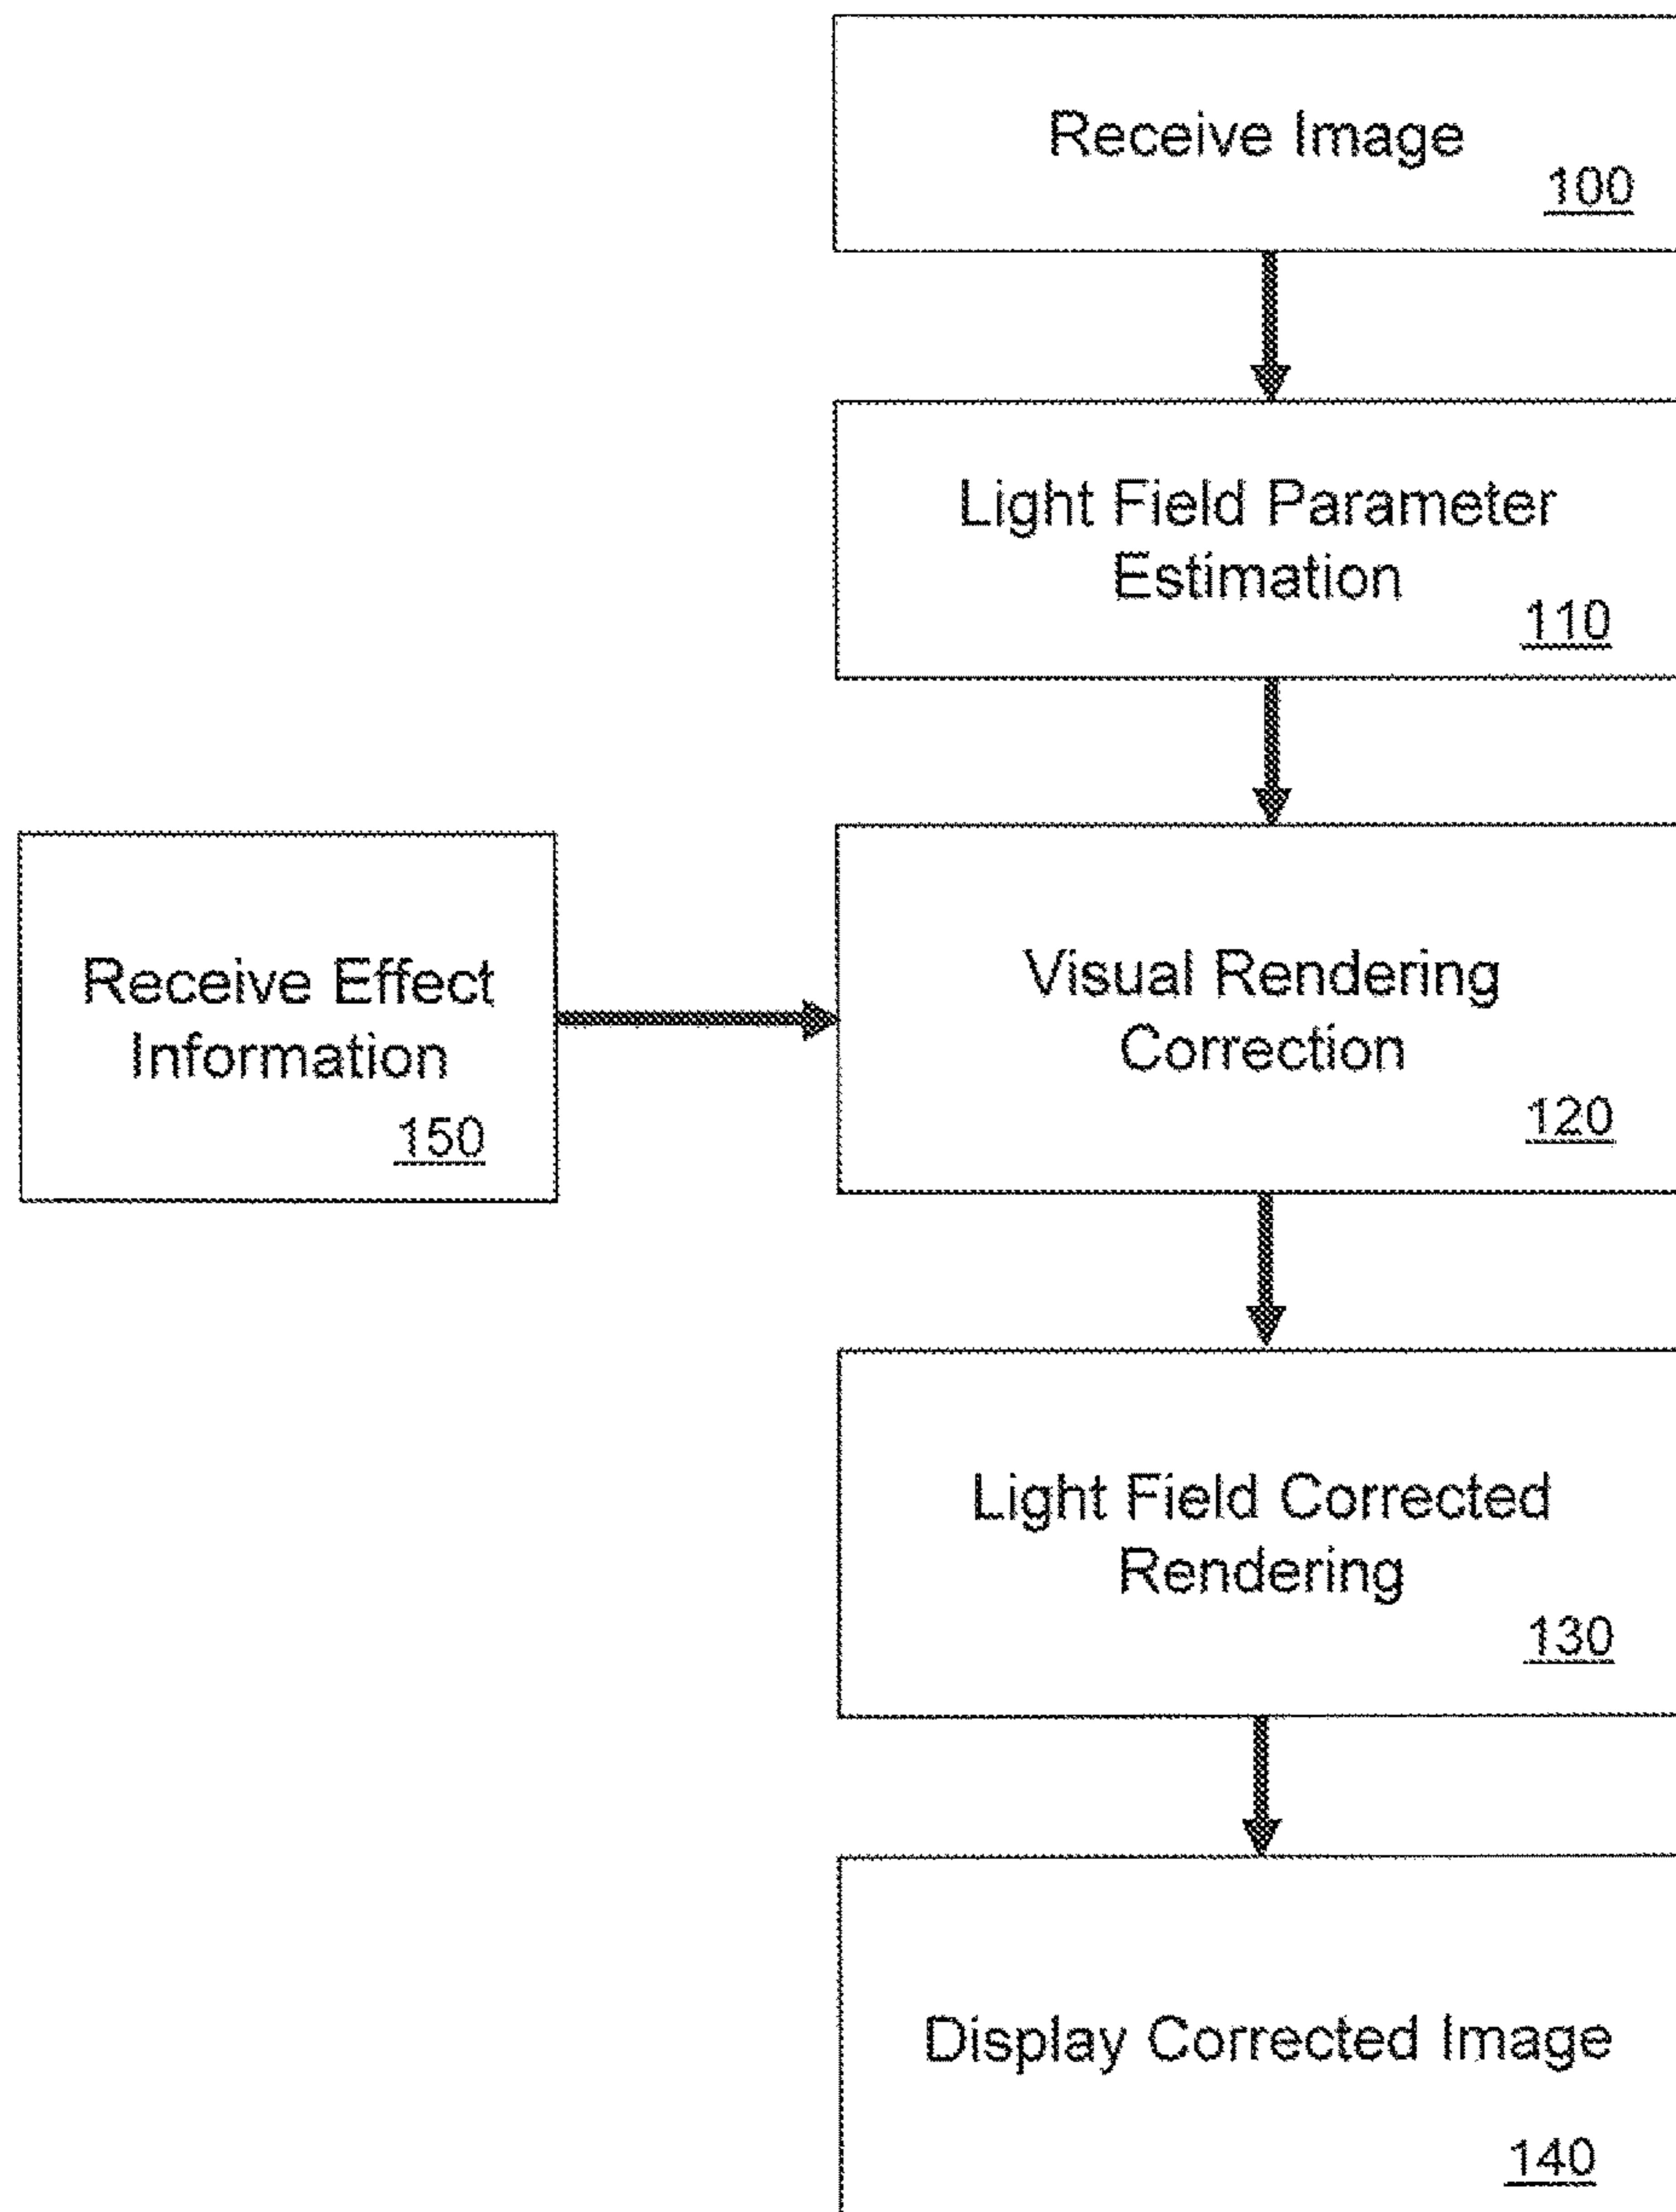 Receive Image
100
Light Field Parameter
Estimation
110
Receive Effect
Information
150
Visual Rendering
Correction
120
Light Field Corrected
Rendering
130
Display Corrected Image
140